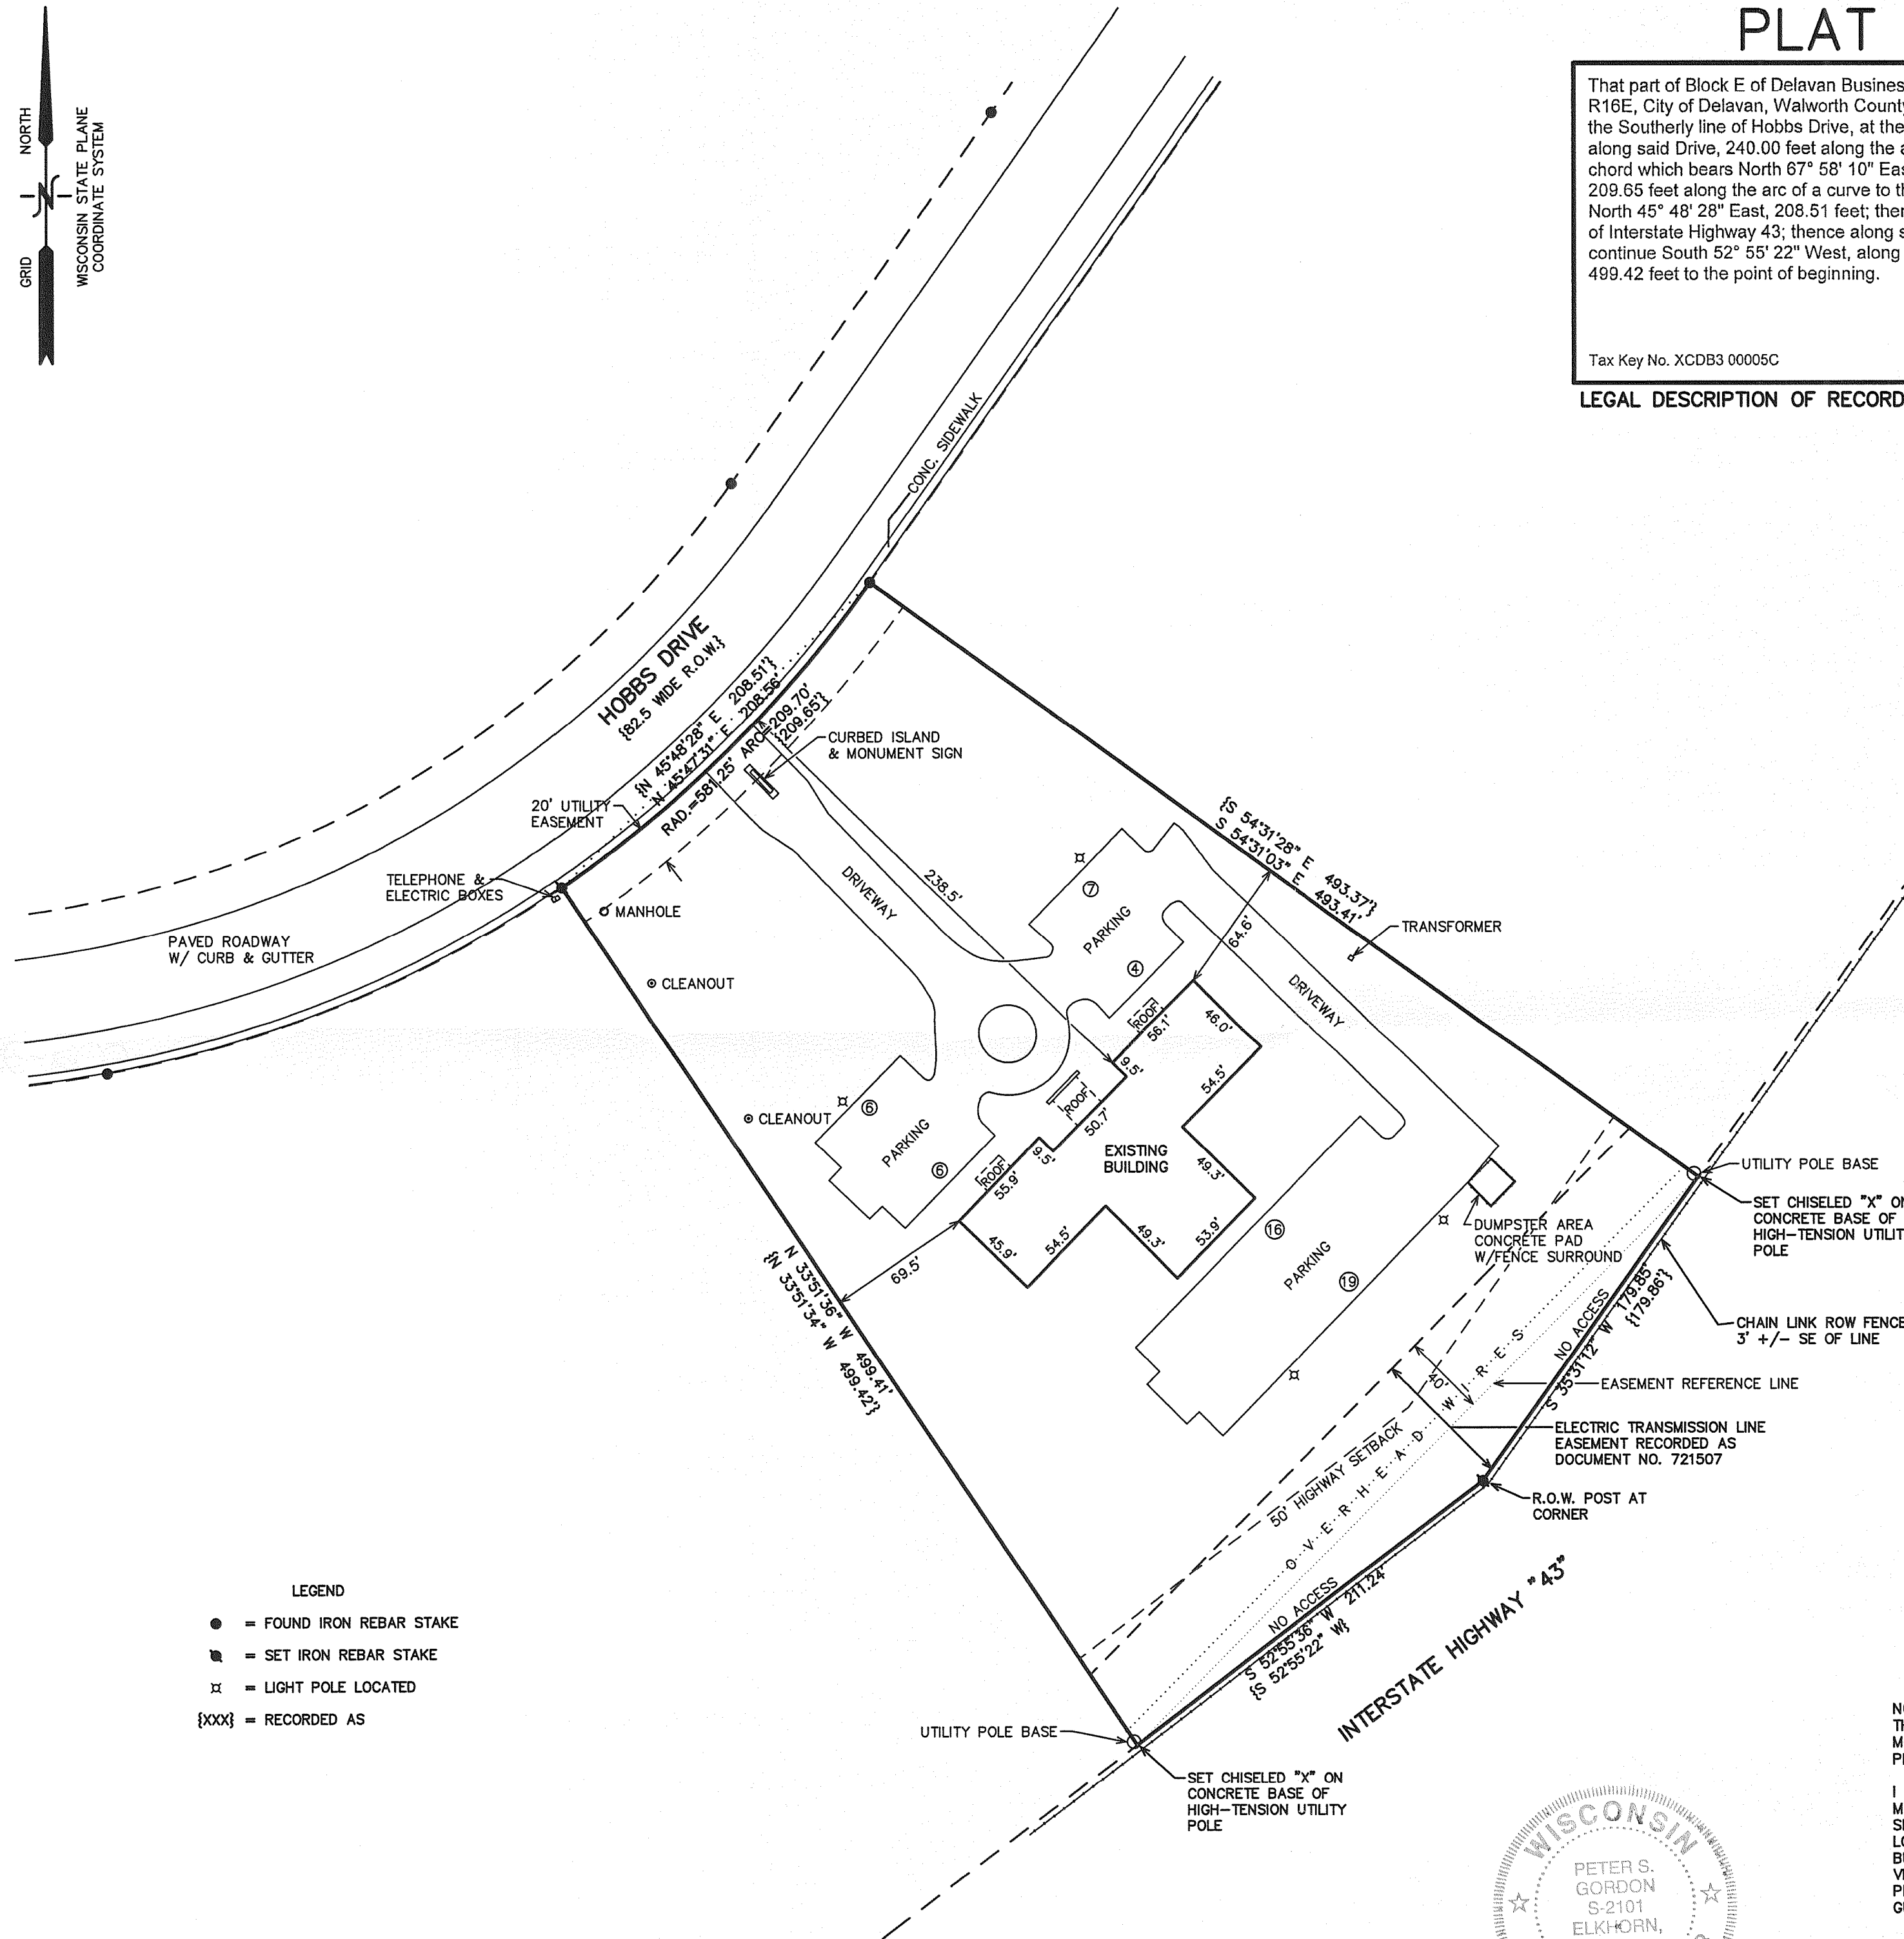 PLAT
That part of Block E of Delavan Busines
R16E, City of Delavan, Walworth County
the Southerly line of Hobbs Drive, at the
along said Drive, 240.00 feet along the a
chord which bears North 67° 58' 10" Eas
209.65 feet along the arc of a curve to th
North 45° 48' 28" East, 208.51 feet; then
of Interstate Highway 43; thence along s
continue South 52° 55' 22" West, along
499.42 feet to the point of beginning.
Tax Key No. XCDB3 00005C
LEGAL DESCRIPTION OF RECORD
GRID NORTH
N
WISCONSIN STATE PLANE
COORDINATE SYSTEM
CONC. SIDEWALK
HOBBS DRIVE
{82.5 WIDE R.O.W.}
{N 45°48'28" E 208.51'}
N 45°47'31" E 208.56'
RAD.=581.25' ARC=209.70'
{209.65'}
CURBED ISLAND
& MONUMENT SIGN
20' UTILITY
EASEMENT
TELEPHONE &
ELECTRIC BOXES
MANHOLE
PAVED ROADWAY
W/ CURB & GUTTER
CLEANOUT
CLEANOUT
DRIVEWAY
238.5'
7
PARKING
4
64.6'
{S 54°31'28" E 493.37'}
S 54°31'03" E 493.41'
TRANSFORMER
DRIVEWAY
ROOF
56.1'
46.0'
9.5'
54.5'
ROOF
50.7'
EXISTING
BUILDING
9.5'
49.3'
ROOF
55.9'
45.9'
54.5'
49.3'
53.9'
6
PARKING
6
69.5'
N 33°51'36" W 499.41'
{N 33°51'34" W 499.42'}
16
PARKING
19
DUMPSTER AREA
CONCRETE PAD
W/FENCE SURROUND
UTILITY POLE BASE
SET CHISELED "X" ON
CONCRETE BASE OF
HIGH-TENSION UTILIT
POLE
CHAIN LINK ROW FENCE
3' +/- SE OF LINE
NO ACCESS
S 35°31'12" W 179.85'
{179.86'}
EASEMENT REFERENCE LINE
40'
ELECTRIC TRANSMISSION LINE
EASEMENT RECORDED AS
DOCUMENT NO. 721507
R.O.W. POST AT
CORNER
50' HIGHWAY SETBACK
OVERHEAD WIRES
NO ACCESS
S 52°55'36" W 211.24'
{S 52°55'22" W}
INTERSTATE HIGHWAY "43"
UTILITY POLE BASE
SET CHISELED "X" ON
CONCRETE BASE OF
HIGH-TENSION UTILITY
POLE
LEGEND
= FOUND IRON REBAR STAKE
= SET IRON REBAR STAKE
= LIGHT POLE LOCATED
{XXX} = RECORDED AS
WISCONSIN
PETER S.
GORDON
S-2101
ELKHORN,